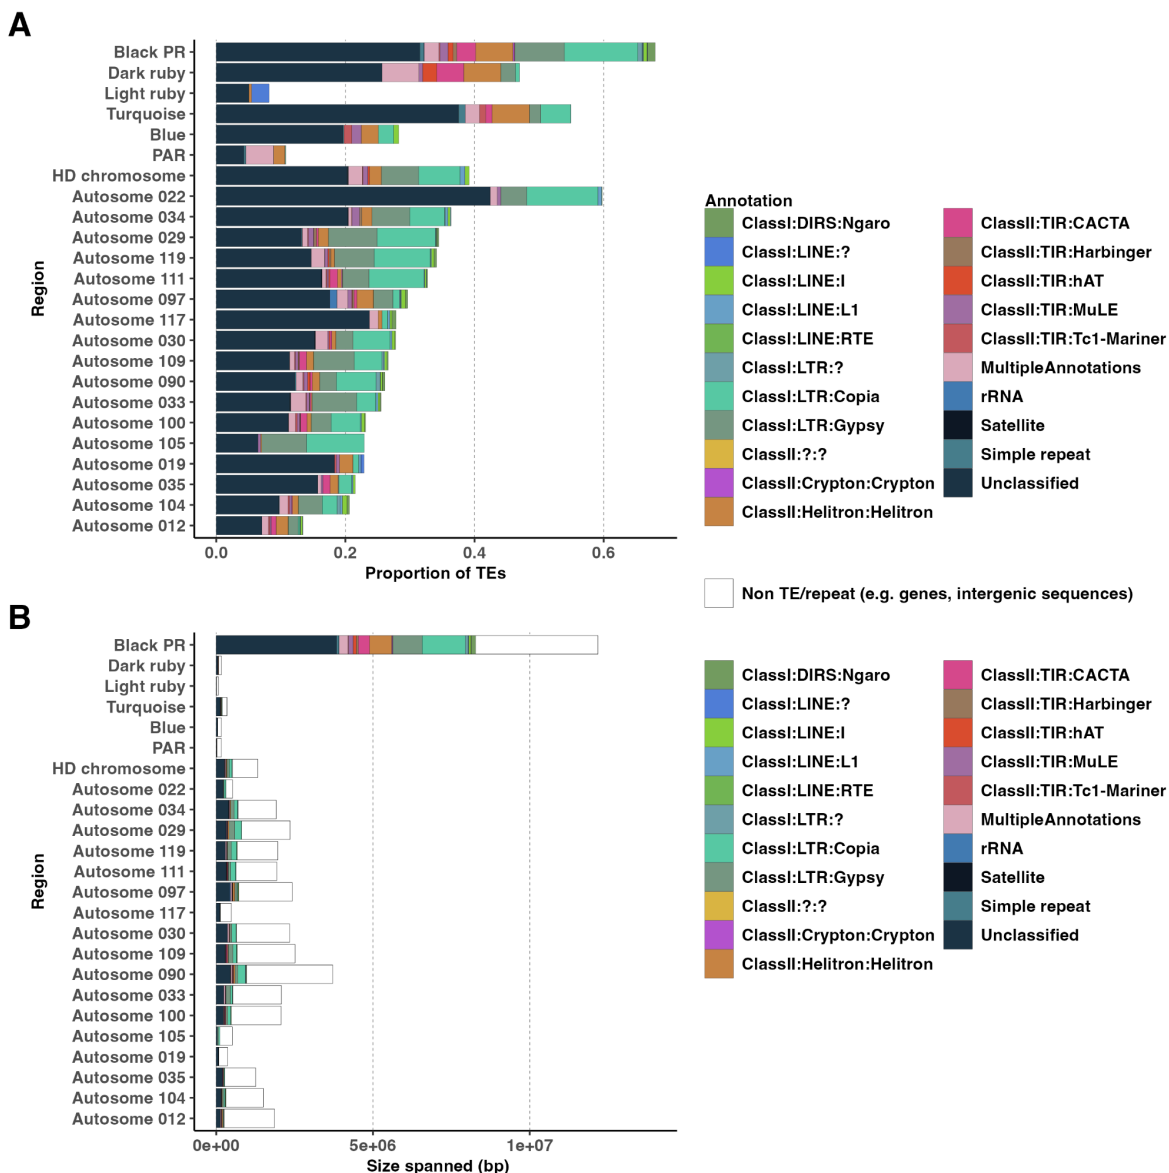 A
Black PR
Dark ruby
Light ruby
Turquoise
Blue
PAR
HD chromosome
Autosome 022
Autosome 034
Autosome 029
Autosome 119
Autosome 111
Autosome 097
Autosome 117
Autosome 030
Autosome 109
Autosome 090
Autosome 033
Autosome 100
Autosome 105
Autosome 019
Autosome 035
Autosome 104
Autosome 012
Region
0.0 0.2 0.4 0.6
Proportion of TEs
Annotation
ClassI:DIRS:Ngaro
ClassI:LINE:?
ClassI:LINE:I
ClassI:LINE:L1
ClassI:LINE:RTE
ClassI:LTR:?
ClassI:LTR:Copia
ClassI:LTR:Gypsy
ClassII:?:?
ClassII:Crypton:Crypton
ClassII:Helitron:Helitron
ClassII:TIR:CACTA
ClassII:TIR:Harbinger
ClassII:TIR:hAT
ClassII:TIR:MuLE
ClassII:TIR:Tc1-Mariner
MultipleAnnotations
rRNA
Satellite
Simple repeat
Unclassified
Non TE/repeat (e.g. genes, intergenic sequences)
B
Black PR
Dark ruby
Light ruby
Turquoise
Blue
PAR
HD chromosome
Autosome 022
Autosome 034
Autosome 029
Autosome 119
Autosome 111
Autosome 097
Autosome 117
Autosome 030
Autosome 109
Autosome 090
Autosome 033
Autosome 100
Autosome 105
Autosome 019
Autosome 035
Autosome 104
Autosome 012
Region
0e+00 5e+06 1e+07
Size spanned (bp)
ClassI:DIRS:Ngaro
ClassI:LINE:?
ClassI:LINE:I
ClassI:LINE:L1
ClassI:LINE:RTE
ClassI:LTR:?
ClassI:LTR:Copia
ClassI:LTR:Gypsy
ClassII:?:?
ClassII:Crypton:Crypton
ClassII:Helitron:Helitron
ClassII:TIR:CACTA
ClassII:TIR:Harbinger
ClassII:TIR:hAT
ClassII:TIR:MuLE
ClassII:TIR:Tc1-Mariner
MultipleAnnotations
rRNA
Satellite
Simple repeat
Unclassified